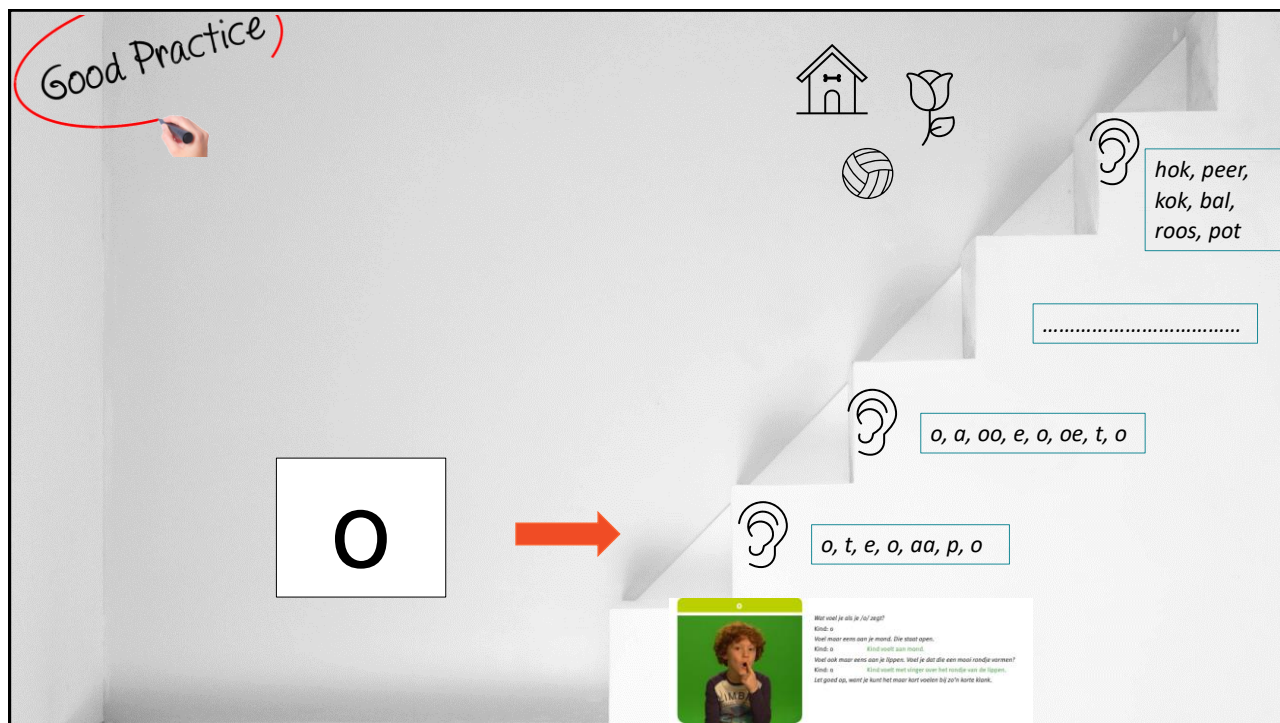 Good Practice
hok, peer,
kok, bal,
roos, pot
....................................
o, a, oo, e, o, oe, t, o
o
o, t, e, o, aa, p, o
o
Wat voel je als je /o/ zegt?
Kind: o
Voel maar eens aan je mond. Die staat open.
Kind: o Kind voelt aan mond.
Voel ook maar eens aan je lippen. Voel je dat die een mooi rondje vormen?
Kind: o Kind voelt met vinger over het rondje van de lippen.
Let goed op, want je kunt het maar kort voelen bij zo'n korte klank.